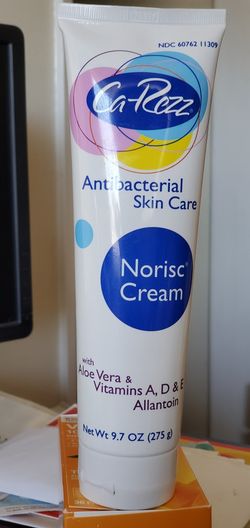 NDC 60762 11309
Ca-Rezz
Antibacterial
Skin Care
Norisc®
Cream
with
Aloe Vera &
Vitamins A, D & E
Allantoin
Net Wt 9.7 OZ (275 g)